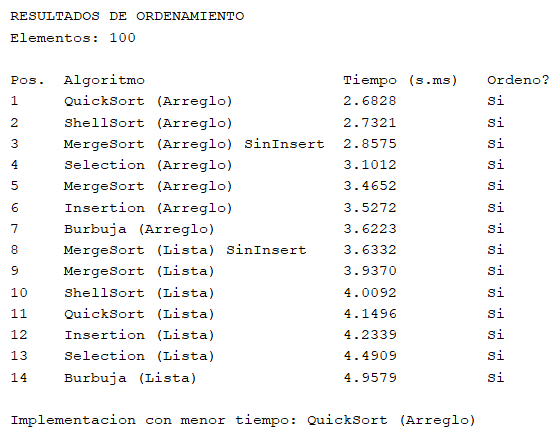 RESULTADOS DE ORDENAMIENTO
Elementos: 100
Pos. Algoritmo Tiempo (s.ms) Ordeno?
1 QuickSort (Arreglo) 2.6828 Si
2 ShellSort (Arreglo) 2.7321 Si
3 MergeSort (Arreglo) SinInsert 2.8575 Si
4 Selection (Arreglo) 3.1012 Si
5 MergeSort (Arreglo) 3.4652 Si
6 Insertion (Arreglo) 3.5272 Si
7 Burbuja (Arreglo) 3.6223 Si
8 MergeSort (Lista) SinInsert 3.6332 Si
9 MergeSort (Lista) 3.9370 Si
10 ShellSort (Lista) 4.0092 Si
11 QuickSort (Lista) 4.1496 Si
12 Insertion (Lista) 4.2339 Si
13 Selection (Lista) 4.4909 Si
14 Burbuja (Lista) 4.9579 Si
Implementacion con menor tiempo: QuickSort (Arreglo)